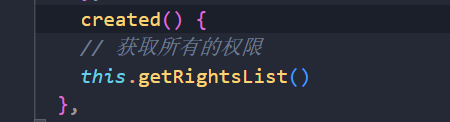 created() {
// 获取所有的权限
this.getRightsList()
},